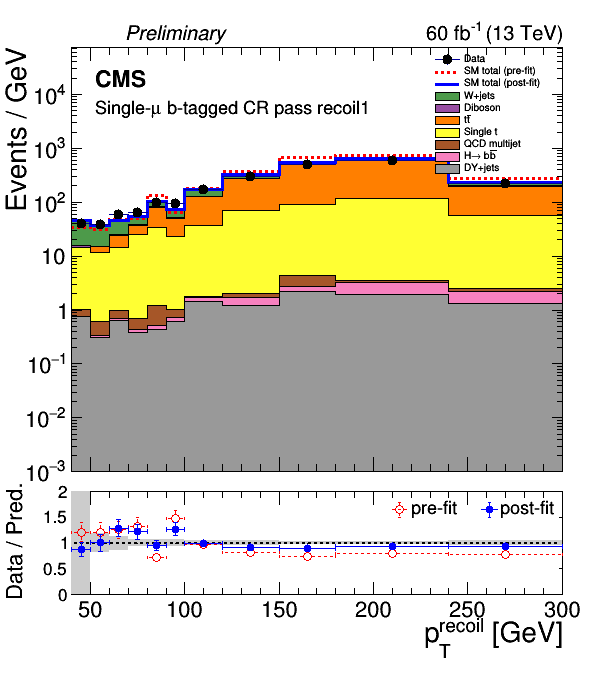 Preliminary 60 fb⁻¹ (13 TeV)
CMS
Single-μ b-tagged CR pass recoil1
Data
SM total (pre-fit)
SM total (post-fit)
W+jets
Diboson
tt̅
Single t
QCD multijet
H→ bb̅
DY+jets
Events / GeV
10⁴
10³
10²
10
1
10⁻¹
10⁻²
10⁻³
Data / Pred.
2
1.5
1
0.5
0
pre-fit post-fit
50 100 150 200 250 300
p_T^recoil [GeV]